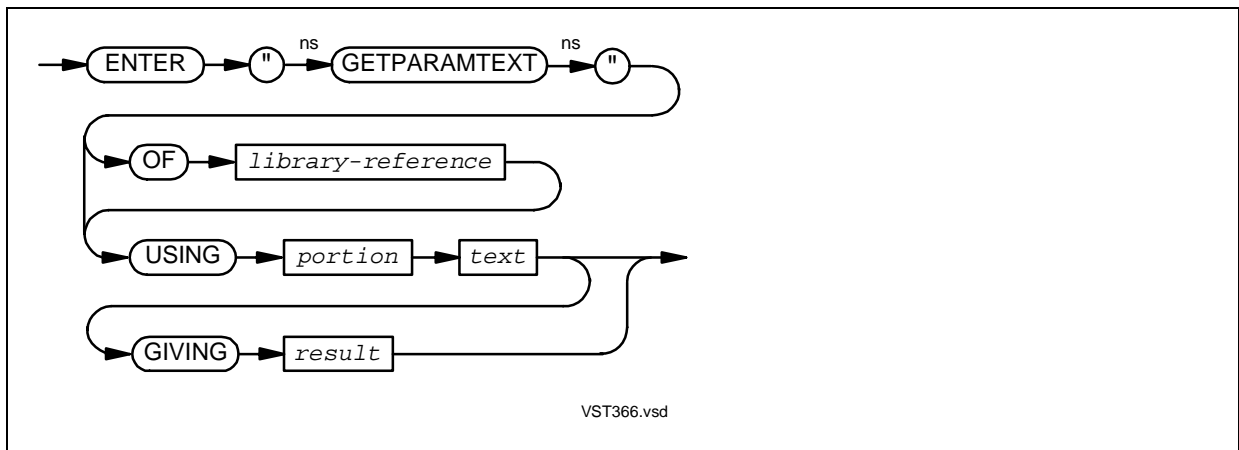 ns ns
ENTER " GETPARAMTEXT "
OF library-reference
USING portion text
GIVING result
VST366.vsd